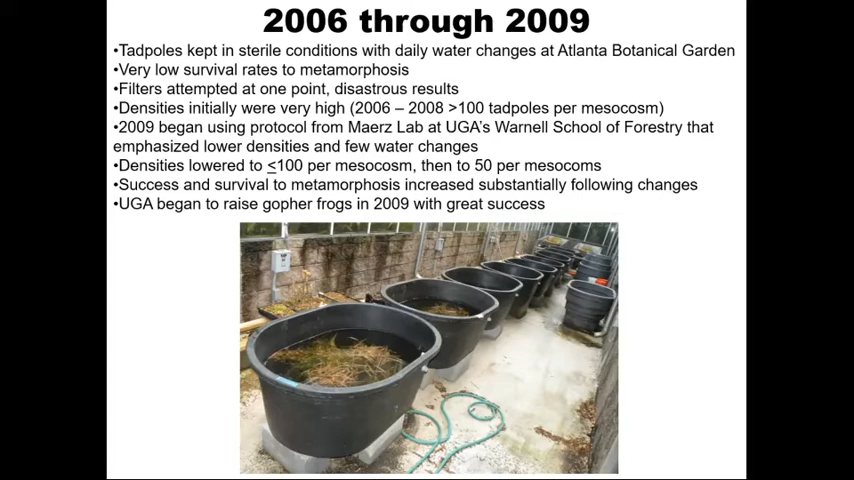 2006 through 2009
•Tadpoles kept in sterile conditions with daily water changes at Atlanta Botanical Garden
•Very low survival rates to metamorphosis
•Filters attempted at one point, disastrous results
•Densities initially were very high (2006 – 2008 >100 tadpoles per mesocosm)
•2009 began using protocol from Maerz Lab at UGA's Warnell School of Forestry that
emphasized lower densities and few water changes
•Densities lowered to <100 per mesocosm, then to 50 per mesocoms
•Success and survival to metamorphosis increased substantially following changes
•UGA began to raise gopher frogs in 2009 with great success